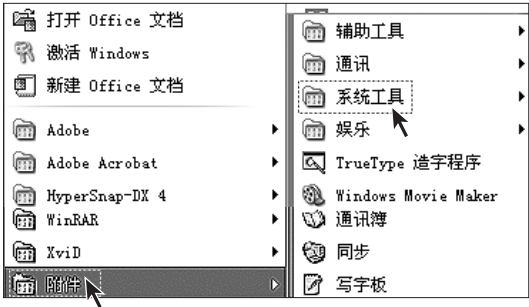 打开 Office 文档
激活 Windows
新建 Office 文档
Adobe
Adobe Acrobat
HyperSnap-DX 4
WinRAR
XviD
附件
辅助工具
通讯
系统工具
娱乐
TrueType 造字程序
Windows Movie Maker
通讯簿
同步
写字板